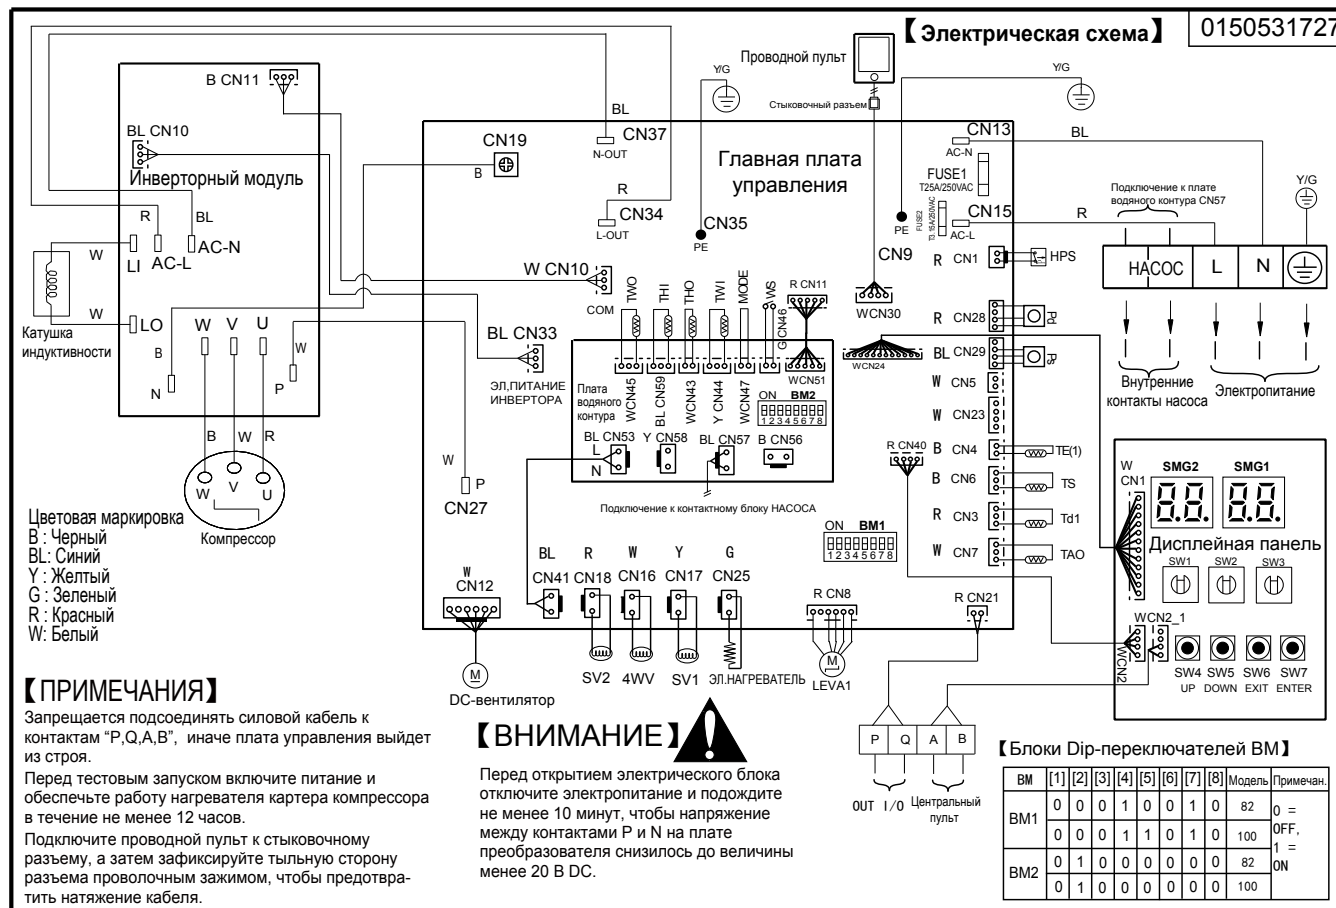 【Электрическая схема】
0150531727
Проводной пульт
Стыковочный разъем
Y/G
Y/G
B CN11
BL CN10
Инверторный модуль
R
BL
AC-N
AC-L
LI
W
W
LO
Катушка
индуктивности
W V U
B
N
W
P
B W R
W V U
Компрессор
BL
CN37
N-OUT
R
CN34
L-OUT
CN19
B
Главная плата
управления
CN35
PE
CN13
AC-N
BL
FUSE1
T25A/250VAC
FUSE2
T3.15A/250VAC
CN15
AC-L
R
PE
CN9
R CN1
HPS
Подключение к плате
водяного контура CN57
Y/G
НАСОС
L
N
Внутренние
контакты насоса
Электропитание
W CN10
COM
BL CN33
ЭЛ,ПИТАНИЕ
ИНВЕРТОРА
TWO
THI
THO
TWI
MODE
WS
G CN46
R CN11
WCN30
WCN24
R CN28
Pd
BL CN29
Ps
W CN5
W CN23
B CN4
TE(1)
B CN6
TS
R CN3
Td1
W CN7
TAO
Плата
водяного
контура
WCN45
BL CN59
WCN43
Y CN44
WCN47
WCN51
ON BM2
1 2 3 4 5 6 7 8
BL CN53
L
N
Y CN58
BL CN57
B CN56
R CN40
Подключение к контактному блоку НАСОСА
W
P
CN27
ON BM1
1 2 3 4 5 6 7 8
W
CN12
M
DC-вентилятор
BL
CN41
R
CN18
W
CN16
Y
CN17
G
CN25
SV2
4WV
SV1
ЭЛ.НАГРЕВАТЕЛЬ
R CN8
M
LEVA1
R CN21
P Q A B
OUT I/O
Центральный
пульт
W
CN1
SMG2
SMG1
8.8.
8.8.
Дисплейная панель
SW1 SW2 SW3
WCN2_1
WCN2
SW4 SW5 SW6 SW7
UP DOWN EXIT ENTER
Цветовая маркировка
B : Черный
BL: Синий
Y : Желтый
G : Зеленый
R : Красный
W: Белый
【ПРИМЕЧАНИЯ】
Запрещается подсоединять силовой кабель к
контактам “P,Q,A,B”, иначе плата управления выйдет
из строя.
Перед тестовым запуском включите питание и
обеспечьте работу нагревателя картера компрессора
в течение не менее 12 часов.
Подключите проводной пульт к стыковочному
разъему, а затем зафиксируйте тыльную сторону
разъема проволочным зажимом, чтобы предотвра-
тить натяжение кабеля.
【ВНИМАНИЕ】
Перед открытием электрического блока
отключите электропитание и подождите
не менее 10 минут, чтобы напряжение
между контактами P и N на плате
преобразователя снизилось до величины
менее 20 В DC.
【Блоки Dip-переключателей BM】
BM [1] [2] [3] [4] [5] [6] [7] [8] Модель Примечан.
BM1 0 0 0 1 0 0 1 0 82
0 0 0 1 1 0 1 0 100
BM2 0 1 0 0 0 0 0 0 82
0 1 0 0 0 0 0 0 100
0 =
OFF,
1 =
ON